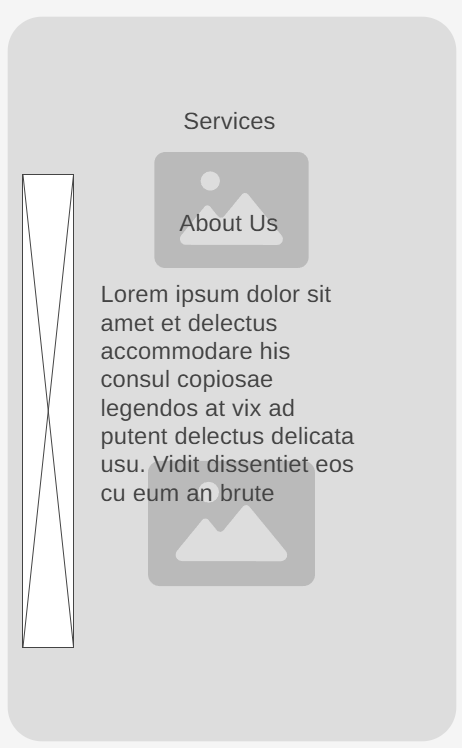 Services
About Us
Lorem ipsum dolor sit
amet et delectus
accommodare his
consul copiosae
legendos at vix ad
putent delectus delicata
usu. Vidit dissentiet eos
cu eum an brute